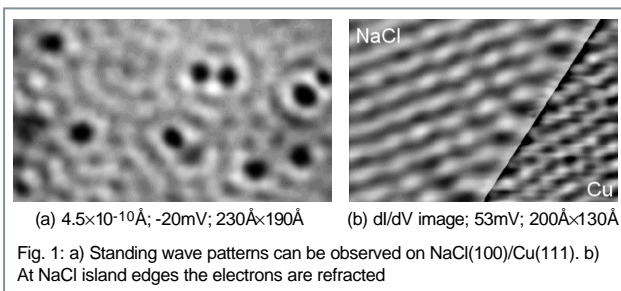 NaCl
Cu
(a) 4.5×10-10Å; -20mV; 230Å×190Å
(b) dI/dV image; 53mV; 200Å×130Å
Fig. 1: a) Standing wave patterns can be observed on NaCl(100)/Cu(111). b)
At NaCl island edges the electrons are refracted